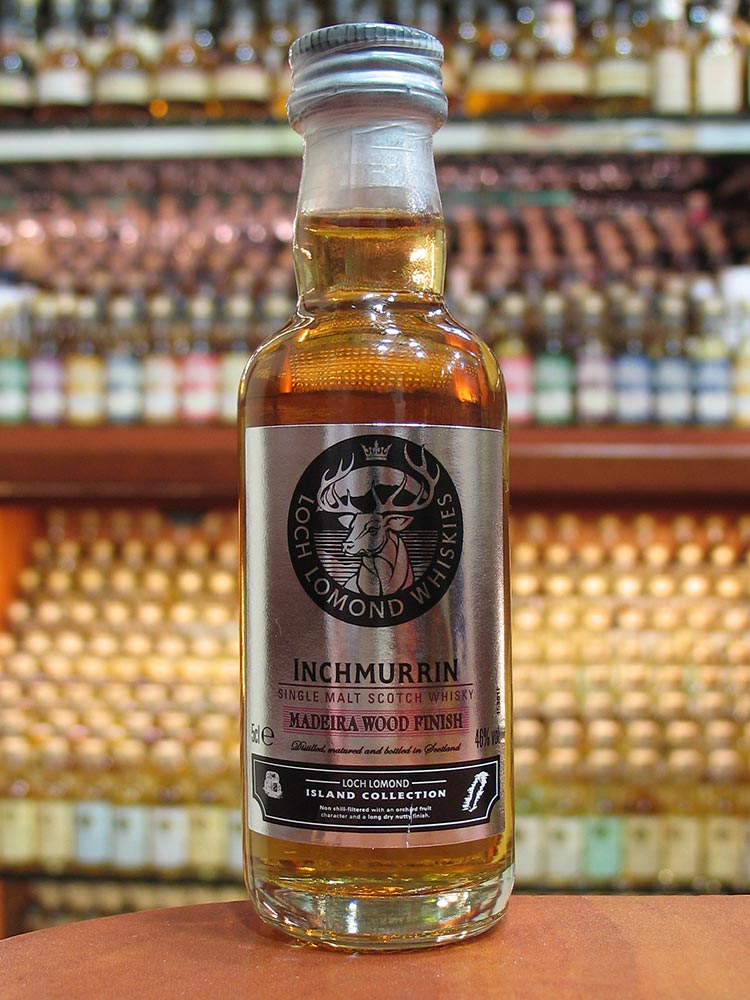 LOCH LOMOND WHISKIES
INCHMURRIN
SINGLE MALT SCOTCH WHISKY
MADEIRA WOOD FINISH
5cl e
46% vol
Distilled, matured and bottled in Scotland
LOCH LOMOND
ISLAND COLLECTION
Non chill-filtered with an orchard fruit
character and a long dry nutty finish.